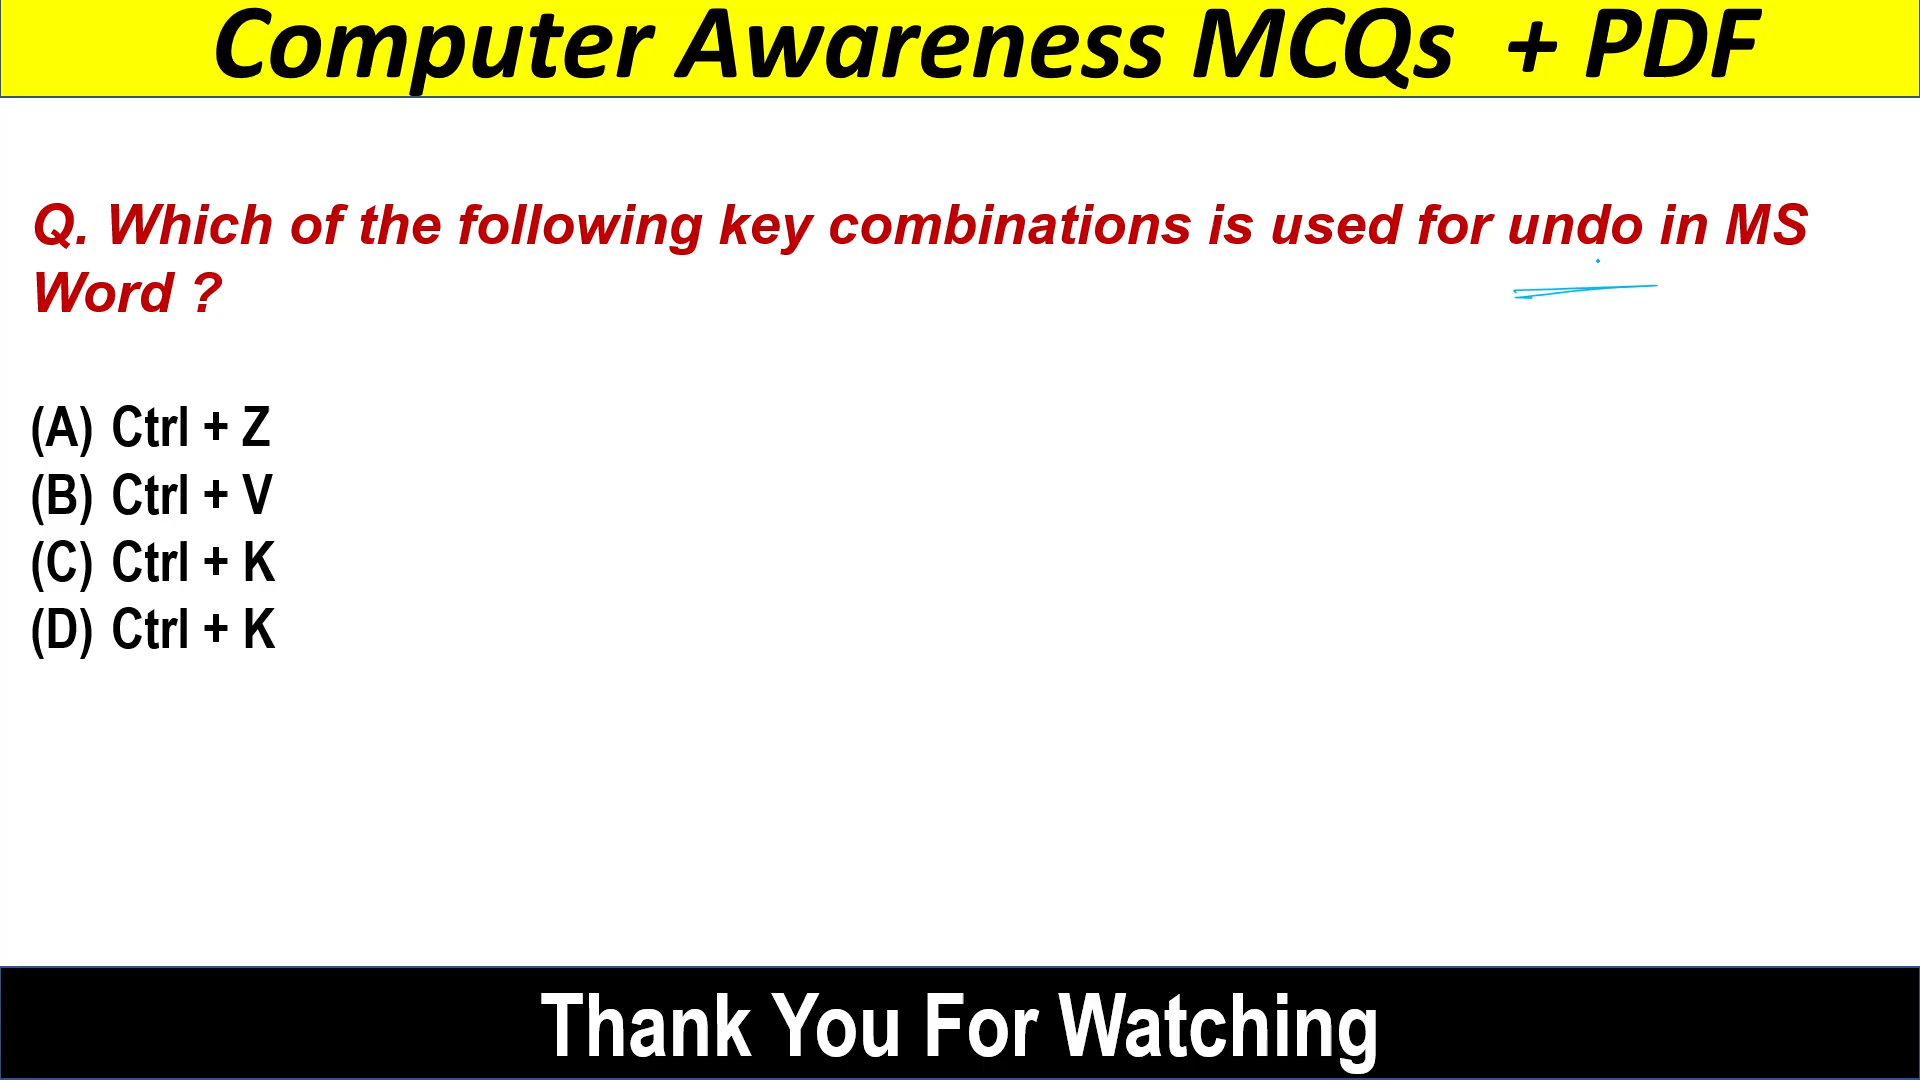 Computer Awareness MCQs + PDF
Q. Which of the following key combinations is used for undo in MS
Word ?
(A) Ctrl + Z
(B) Ctrl + V
(C) Ctrl + K
(D) Ctrl + K
Thank You For Watching